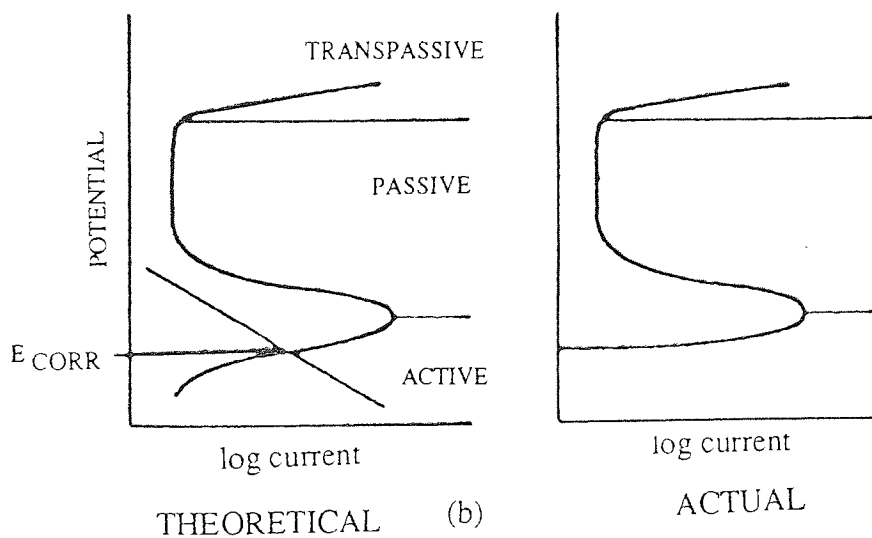 TRANSPASSIVE
PASSIVE
POTENTIAL
E CORR
ACTIVE
log current
THEORETICAL
(b)
log current
ACTUAL